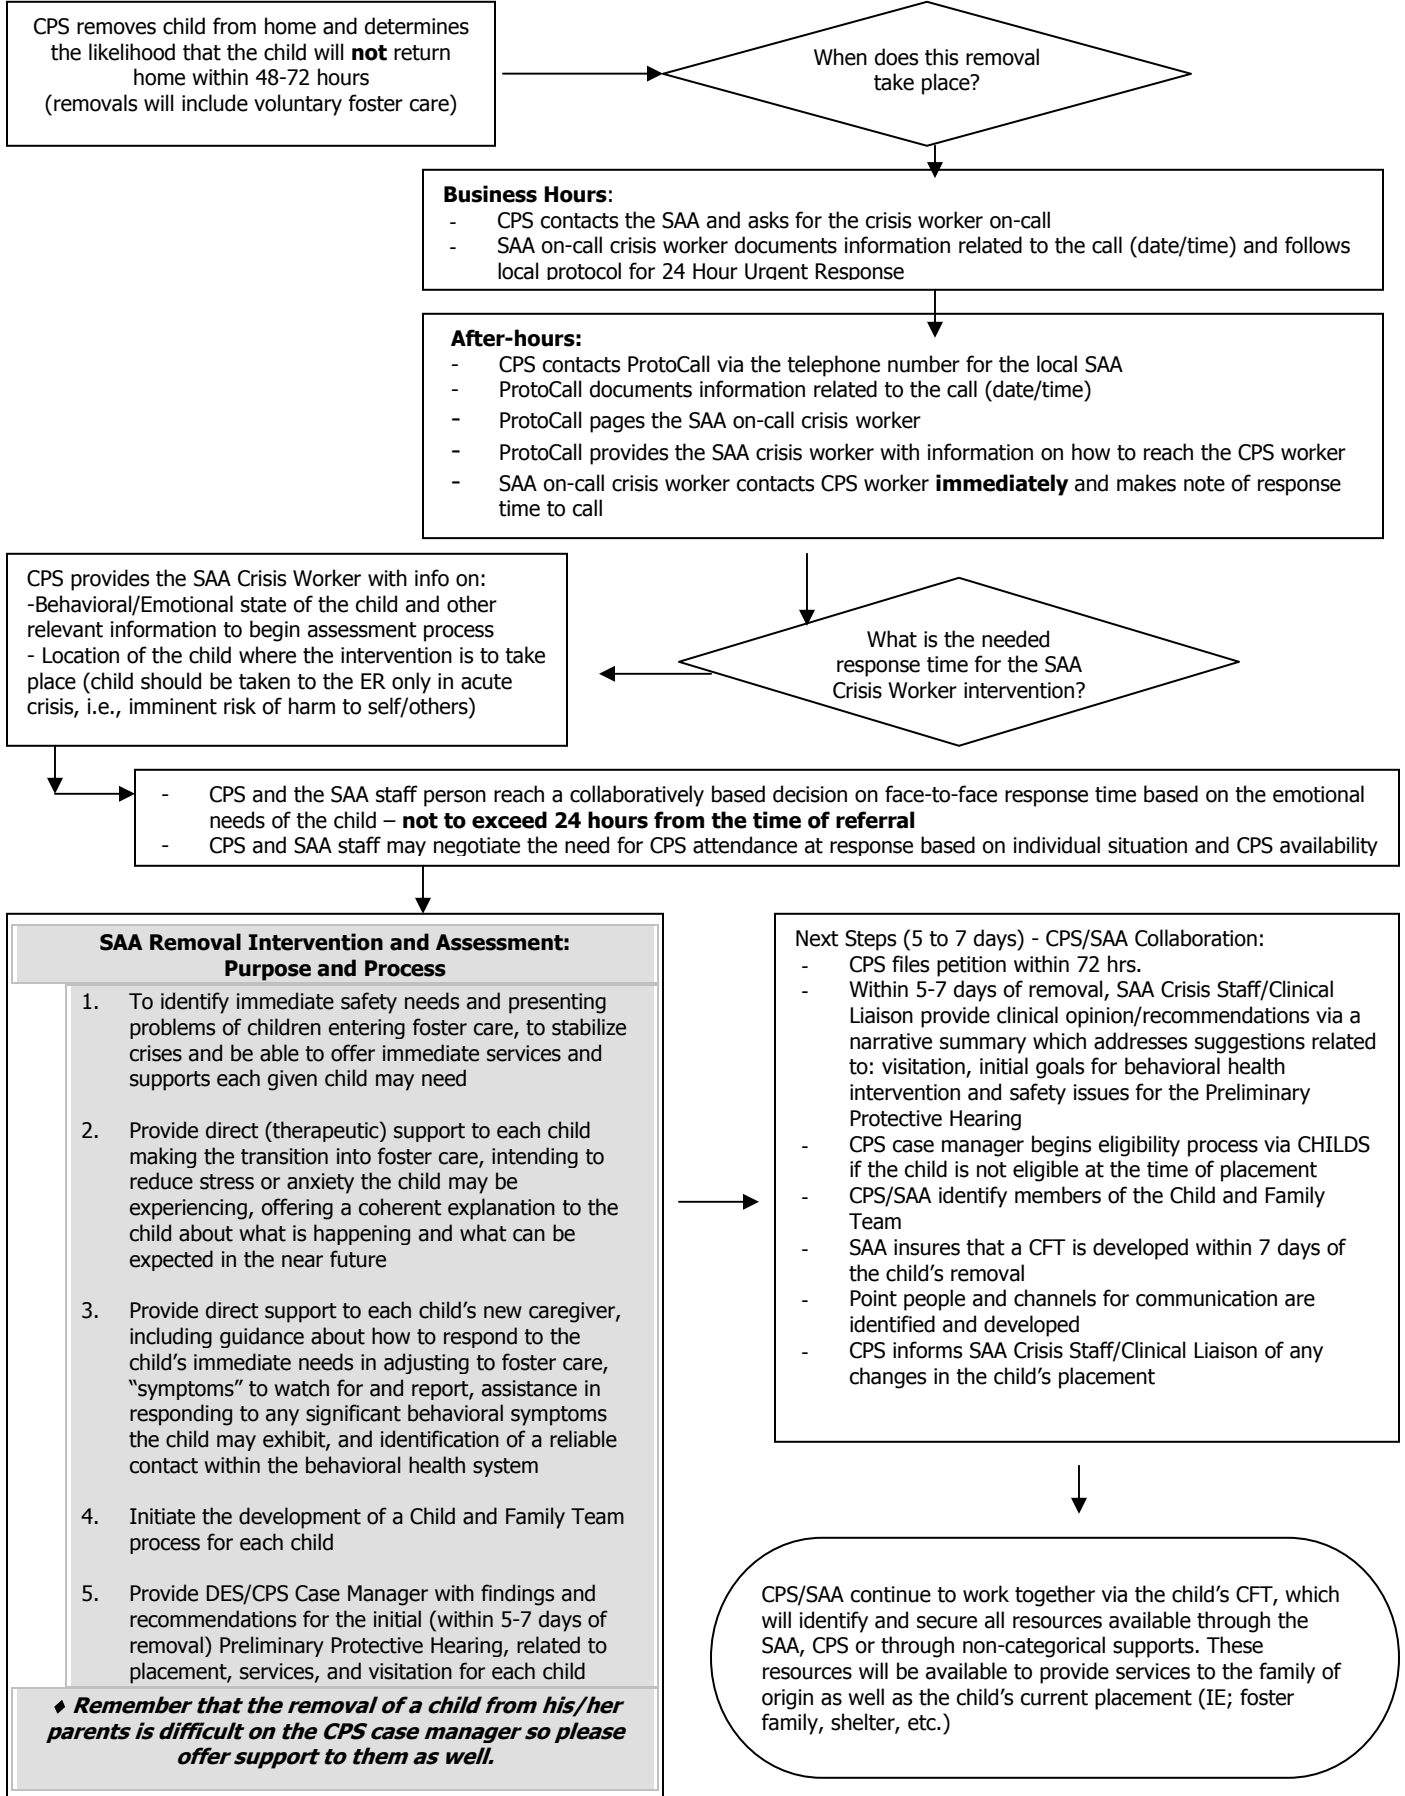 CPS removes child from home and determines
the likelihood that the child will not return
home within 48-72 hours
(removals will include voluntary foster care)
When does this removal
take place?
Business Hours:
- CPS contacts the SAA and asks for the crisis worker on-call
- SAA on-call crisis worker documents information related to the call (date/time) and follows
local protocol for 24 Hour Urgent Response
After-hours:
- CPS contacts ProtoCall via the telephone number for the local SAA
- ProtoCall documents information related to the call (date/time)
- ProtoCall pages the SAA on-call crisis worker
- ProtoCall provides the SAA crisis worker with information on how to reach the CPS worker
- SAA on-call crisis worker contacts CPS worker immediately and makes note of response
time to call
CPS provides the SAA Crisis Worker with info on:
-Behavioral/Emotional state of the child and other
relevant information to begin assessment process
- Location of the child where the intervention is to take
place (child should be taken to the ER only in acute
crisis, i.e., imminent risk of harm to self/others)
What is the needed
response time for the SAA
Crisis Worker intervention?
- CPS and the SAA staff person reach a collaboratively based decision on face-to-face response time based on the emotional
needs of the child – not to exceed 24 hours from the time of referral
- CPS and SAA staff may negotiate the need for CPS attendance at response based on individual situation and CPS availability
SAA Removal Intervention and Assessment:
Purpose and Process
1. To identify immediate safety needs and presenting
problems of children entering foster care, to stabilize
crises and be able to offer immediate services and
supports each given child may need
2. Provide direct (therapeutic) support to each child
making the transition into foster care, intending to
reduce stress or anxiety the child may be
experiencing, offering a coherent explanation to the
child about what is happening and what can be
expected in the near future
3. Provide direct support to each child’s new caregiver,
including guidance about how to respond to the
child’s immediate needs in adjusting to foster care,
“symptoms” to watch for and report, assistance in
responding to any significant behavioral symptoms
the child may exhibit, and identification of a reliable
contact within the behavioral health system
4. Initiate the development of a Child and Family Team
process for each child
5. Provide DES/CPS Case Manager with findings and
recommendations for the initial (within 5-7 days of
removal) Preliminary Protective Hearing, related to
placement, services, and visitation for each child
♦ Remember that the removal of a child from his/her
parents is difficult on the CPS case manager so please
offer support to them as well.
Next Steps (5 to 7 days) - CPS/SAA Collaboration:
- CPS files petition within 72 hrs.
- Within 5-7 days of removal, SAA Crisis Staff/Clinical
Liaison provide clinical opinion/recommendations via a
narrative summary which addresses suggestions related
to: visitation, initial goals for behavioral health
intervention and safety issues for the Preliminary
Protective Hearing
- CPS case manager begins eligibility process via CHILDS
if the child is not eligible at the time of placement
- CPS/SAA identify members of the Child and Family
Team
- SAA insures that a CFT is developed within 7 days of
the child’s removal
- Point people and channels for communication are
identified and developed
- CPS informs SAA Crisis Staff/Clinical Liaison of any
changes in the child’s placement
CPS/SAA continue to work together via the child’s CFT, which
will identify and secure all resources available through the
SAA, CPS or through non-categorical supports. These
resources will be available to provide services to the family of
origin as well as the child’s current placement (IE; foster
family, shelter, etc.)